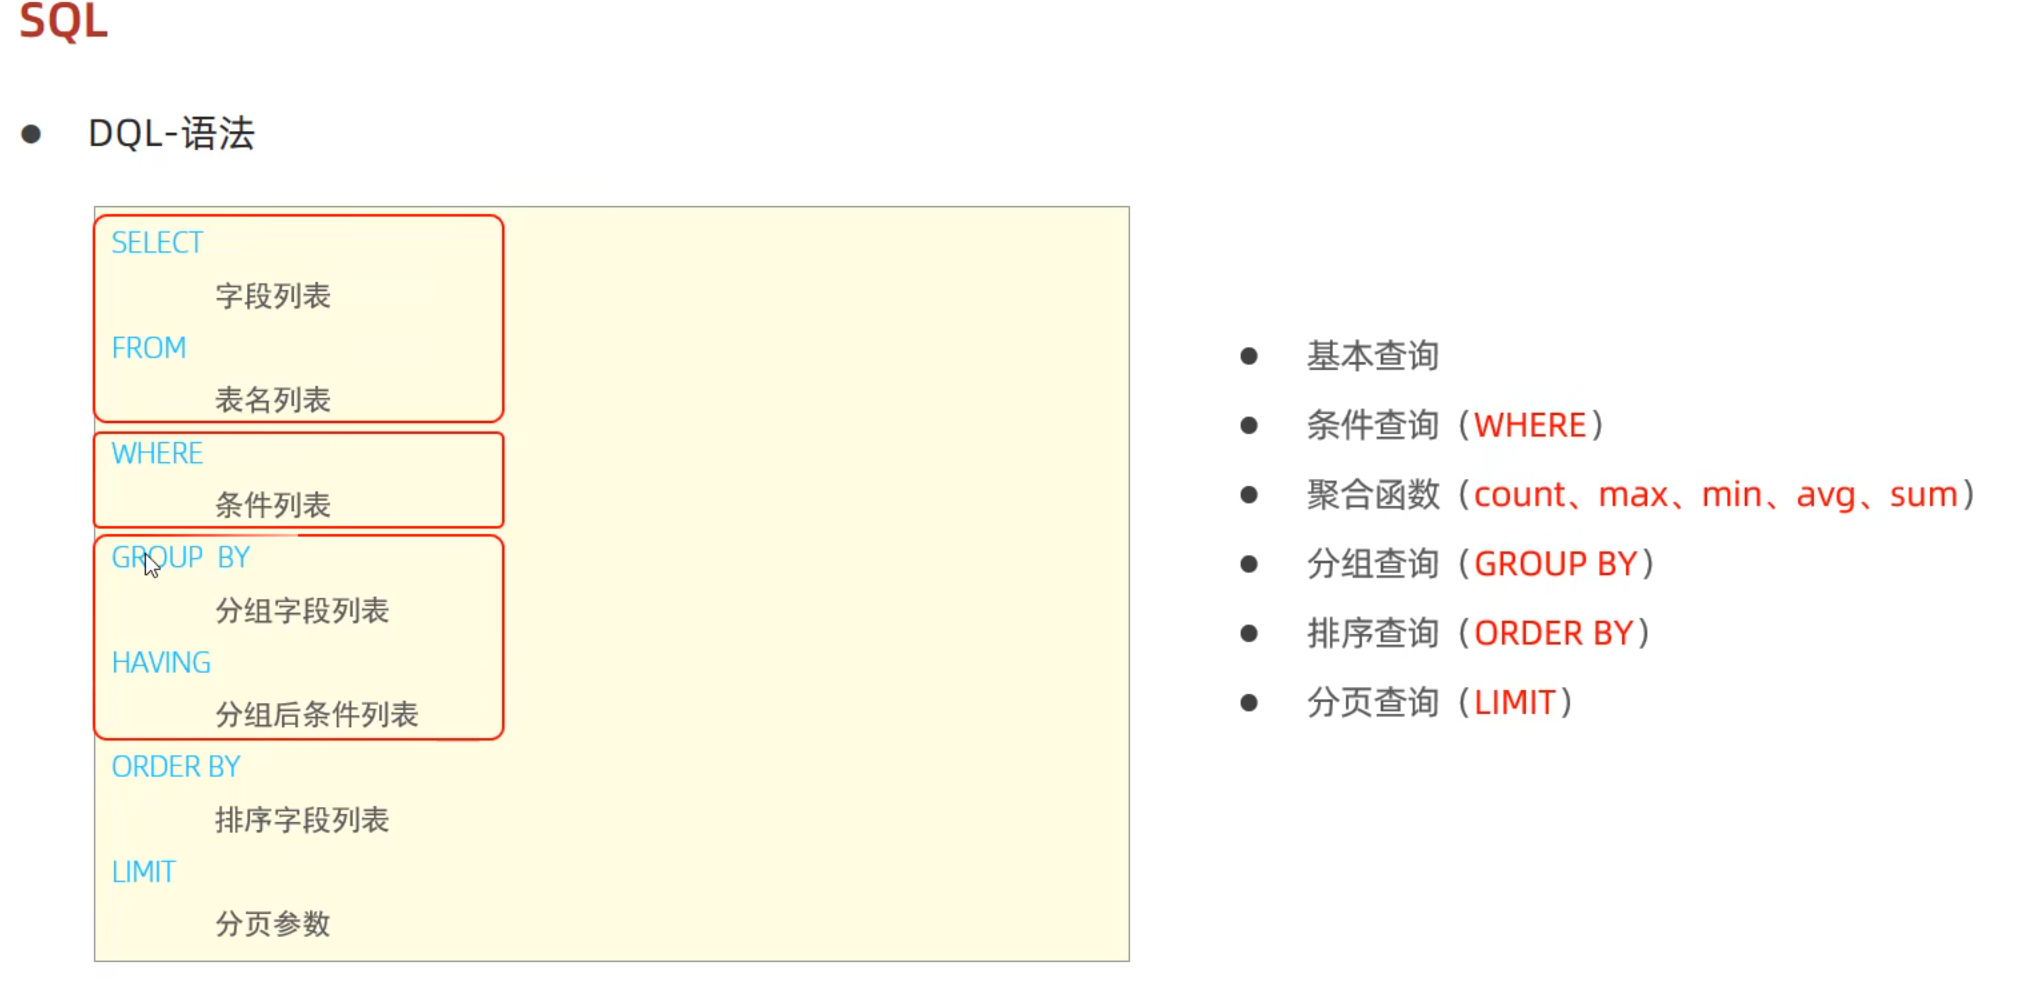 SQL
DQL-语法
SELECT
字段列表
FROM
表名列表
WHERE
条件列表
GROUP BY
分组字段列表
HAVING
分组后条件列表
ORDER BY
排序字段列表
LIMIT
分页参数
基本查询
条件查询（WHERE）
聚合函数（count、max、min、avg、sum）
分组查询（GROUP BY）
排序查询（ORDER BY）
分页查询（LIMIT）